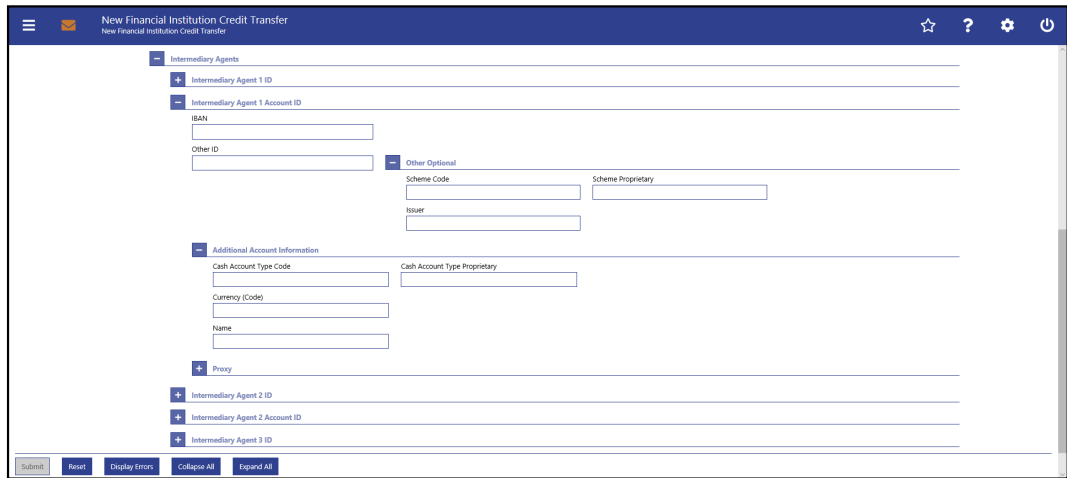 New Financial Institution Credit Transfer
New Financial Institution Credit Transfer
Intermediary Agents
Intermediary Agent 1 ID
Intermediary Agent 1 Account ID
IBAN
Other ID
Other Optional
Scheme Code Scheme Proprietary
Issuer
Additional Account Information
Cash Account Type Code Cash Account Type Proprietary
Currency (Code)
Name
Proxy
Intermediary Agent 2 ID
Intermediary Agent 2 Account ID
Intermediary Agent 3 ID
Submit Reset Display Errors Collapse All Expand All